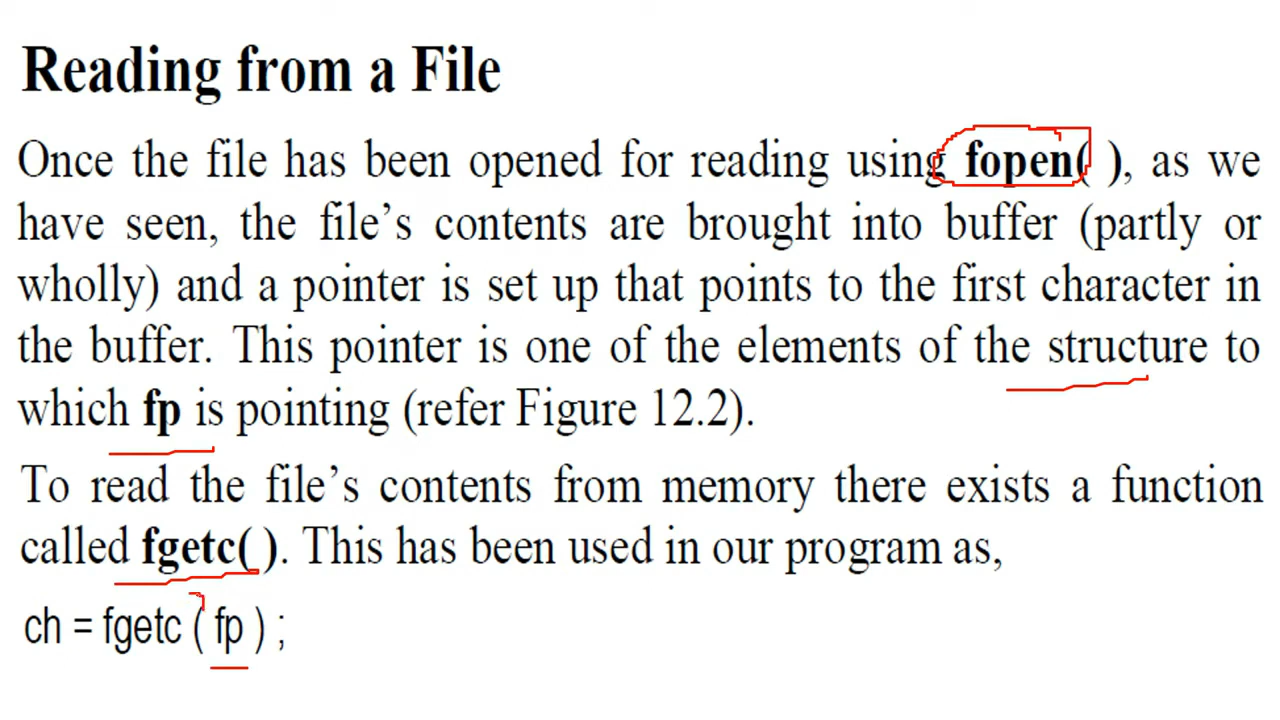 Reading from a File
Once the file has been opened for reading using fopen( ), as we
have seen, the file’s contents are brought into buffer (partly or
wholly) and a pointer is set up that points to the first character in
the buffer. This pointer is one of the elements of the structure to
which fp is pointing (refer Figure 12.2).
To read the file’s contents from memory there exists a function
called fgetc( ). This has been used in our program as,
ch = fgetc ( fp ) ;